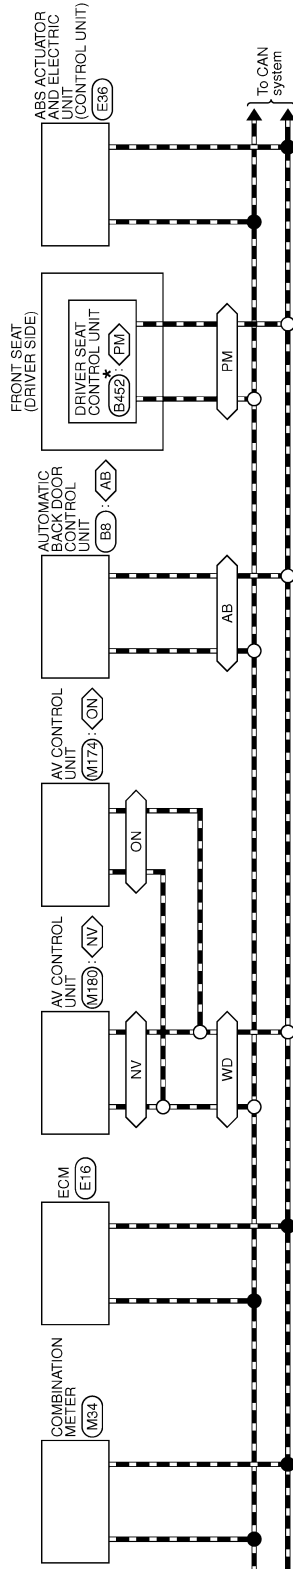 COMBINATION
METER
M34
ECM
E16
AV CONTROL
UNIT
M180 : NV
NV
WD
AV CONTROL
UNIT
M174 : ON
ON
AUTOMATIC
BACK DOOR
CONTROL
UNIT
B8 : AB
AB
FRONT SEAT
(DRIVER SIDE)
DRIVER SEAT
CONTROL UNIT
*
B452 : PM
PM
ABS ACTUATOR
AND ELECTRIC
UNIT
(CONTROL UNIT)
E36
To CAN
system